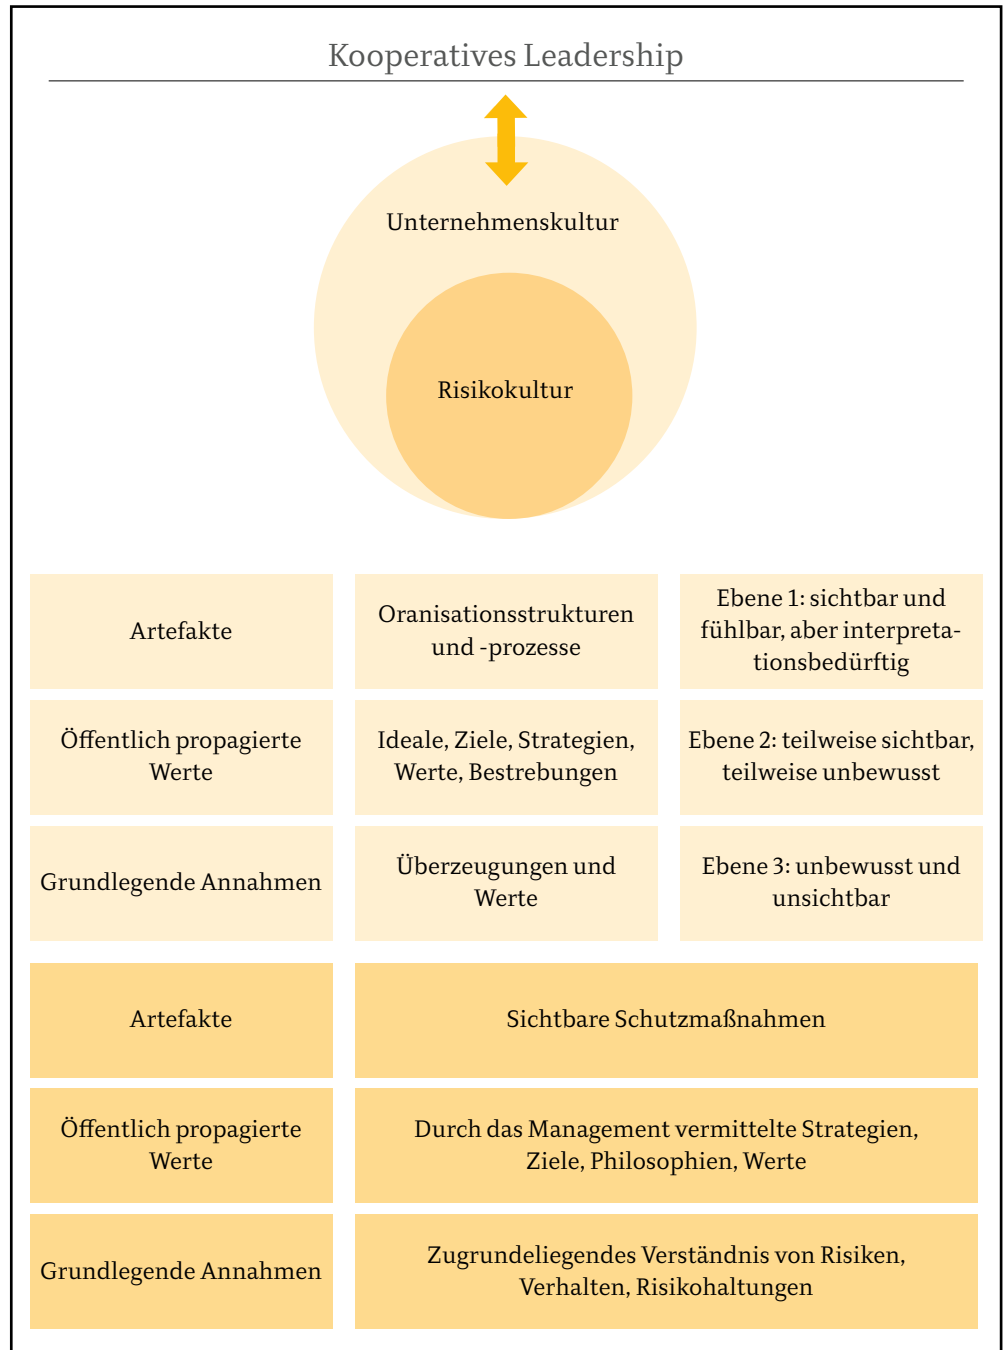 Kooperatives Leadership
Unternehmenskultur
Risikokultur
Artefakte
Oranisationsstrukturen
und -prozesse
Ebene 1: sichtbar und
fühlbar, aber interpreta-
tionsbedürftig
Öffentlich propagierte
Werte
Ideale, Ziele, Strategien,
Werte, Bestrebungen
Ebene 2: teilweise sichtbar,
teilweise unbewusst
Grundlegende Annahmen
Überzeugungen und
Werte
Ebene 3: unbewusst und
unsichtbar
Artefakte
Sichtbare Schutzmaßnahmen
Öffentlich propagierte
Werte
Durch das Management vermittelte Strategien,
Ziele, Philosophien, Werte
Grundlegende Annahmen
Zugrundeliegendes Verständnis von Risiken,
Verhalten, Risikohaltungen